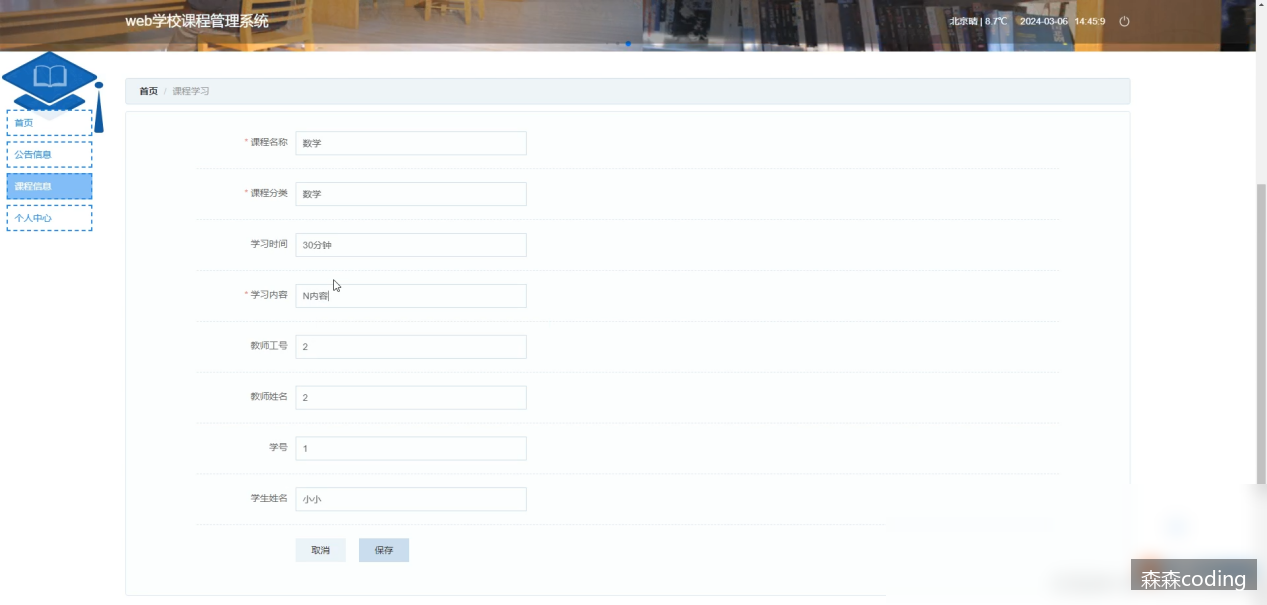 web学校课程管理系统
北京晴 | 8.7℃ 2024-03-06 14:45:9
首页
公告信息
课程信息
个人中心
首页 / 课程学习
* 课程名称 数学
* 课程分类 数学
学习时间 30分钟
* 学习内容 N内容
教师工号 2
教师姓名 2
学号 1
学生姓名 小小
取消 保存
森森coding